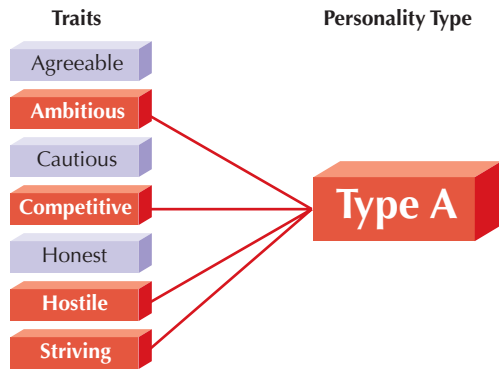 Traits
Personality Type
Agreeable
Ambitious
Cautious
Competitive
Type A
Honest
Hostile
Striving